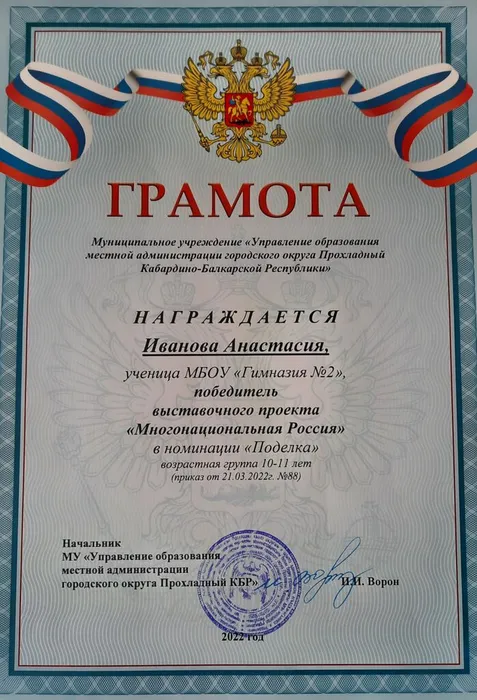 ГРАМОТА
Муниципальное учреждение «Управление образования
местной администрации городского округа Прохладный
Кабардино-Балкарской Республики»
НАГРАЖДАЕТСЯ
Иванова Анастасия,
ученица МБОУ «Гимназия №2»,
победитель
выставочного проекта
«Многонациональная Россия»
в номинации «Поделка»
возрастная группа 10-11 лет
(приказ от 21.03.2022г. №88)
Начальник
МУ «Управление образования
местной администрации
городского округа Прохладный КБР»
И.И. Ворон
2022 год